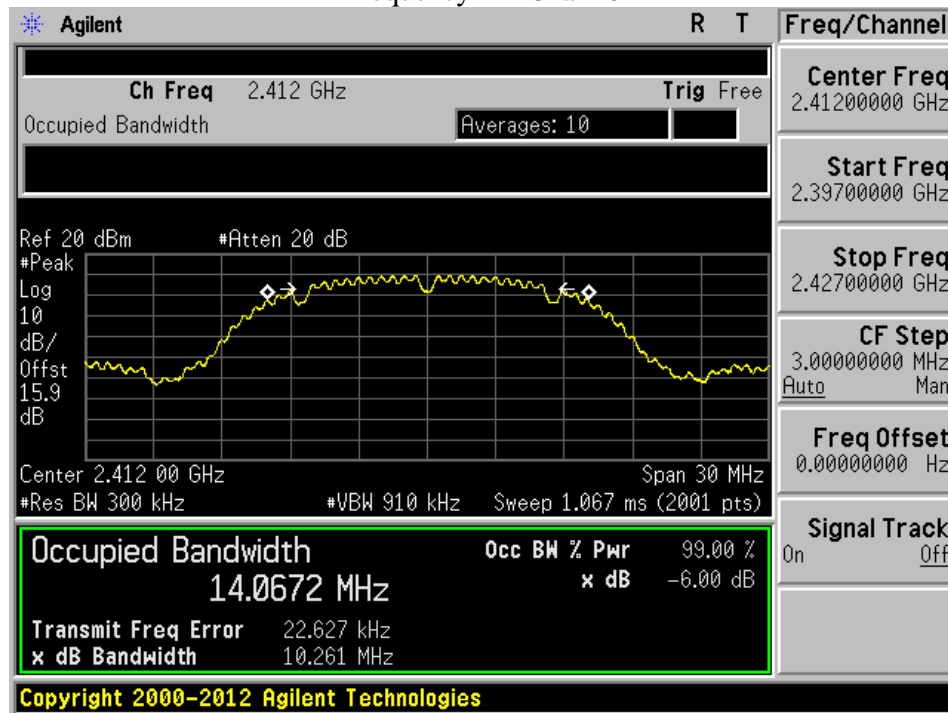 Agilent R T
Freq/Channel
Ch Freq 2.412 GHz Trig Free
Occupied Bandwidth Averages: 10
Ref 20 dBm #Atten 20 dB
#Peak
Log
10
dB/
Offst
15.9
dB
Center 2.412 00 GHz Span 30 MHz
#Res BW 300 kHz #VBW 910 kHz Sweep 1.067 ms (2001 pts)
Occupied Bandwidth Occ BW % Pwr 99.00 %
14.0672 MHz x dB -6.00 dB
Transmit Freq Error 22.627 kHz
x dB Bandwidth 10.261 MHz
Center Freq
2.41200000 GHz
Start Freq
2.39700000 GHz
Stop Freq
2.42700000 GHz
CF Step
3.00000000 MHz
Auto Man
Freq Offset
0.00000000 Hz
Signal Track
On Off
Copyright 2000-2012 Agilent Technologies